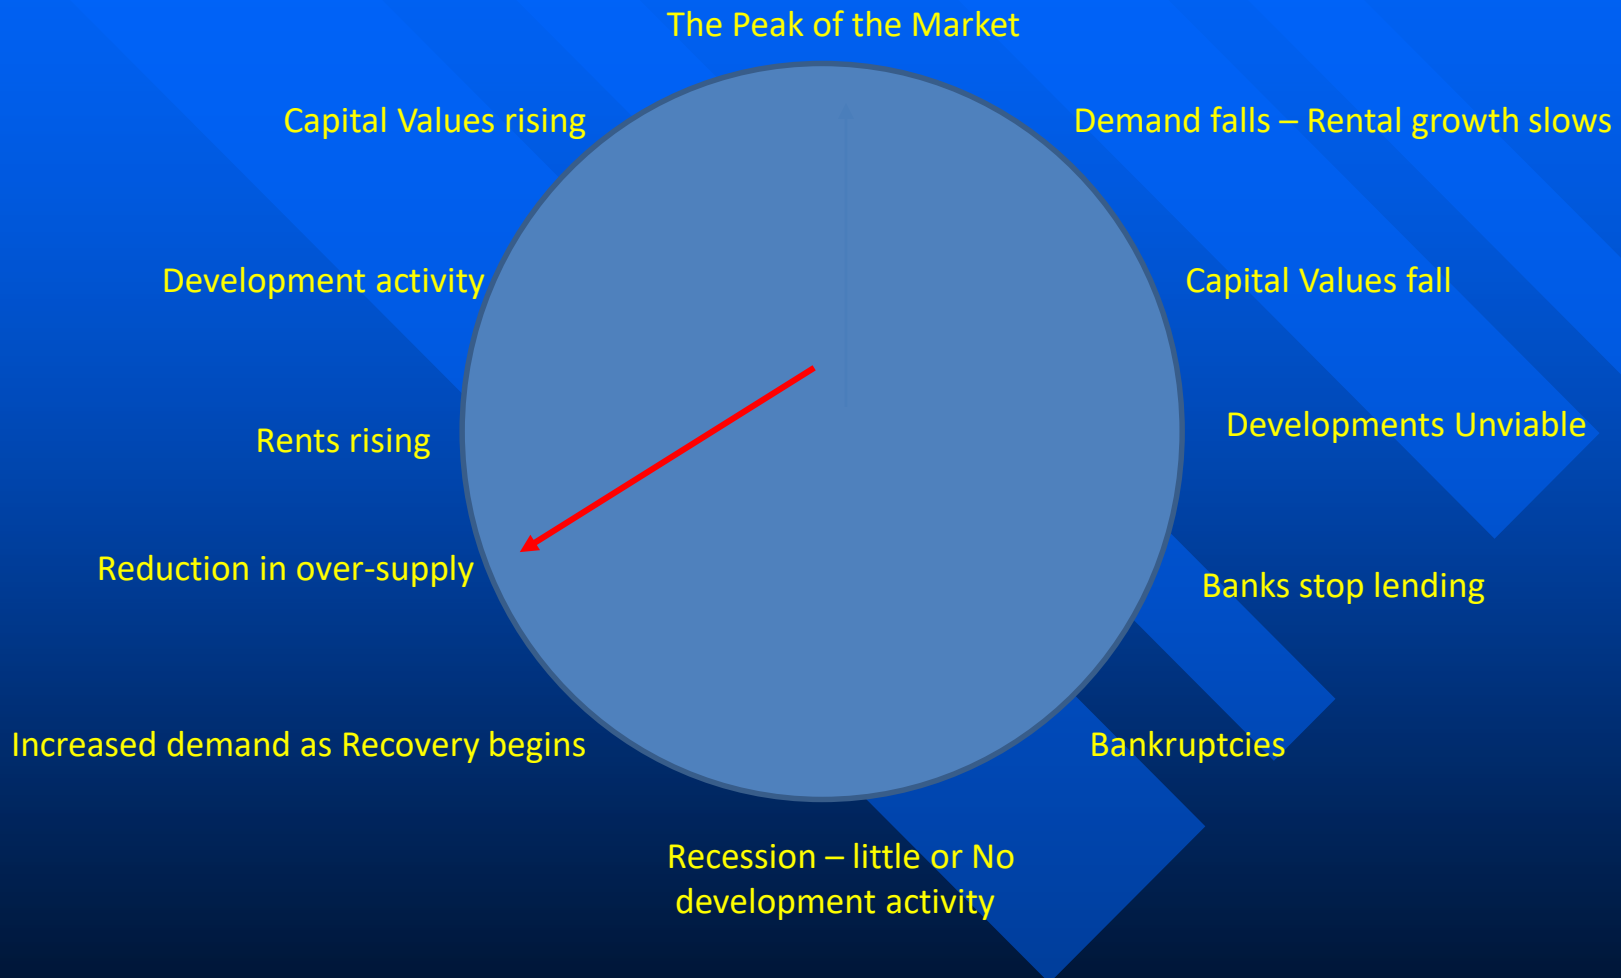 The Peak of the Market
Capital Values rising
Demand falls – Rental growth slows
Development activity
Capital Values fall
Rents rising
Developments Unviable
Reduction in over-supply
Banks stop lending
Increased demand as Recovery begins
Bankruptcies
Recession – little or No
development activity